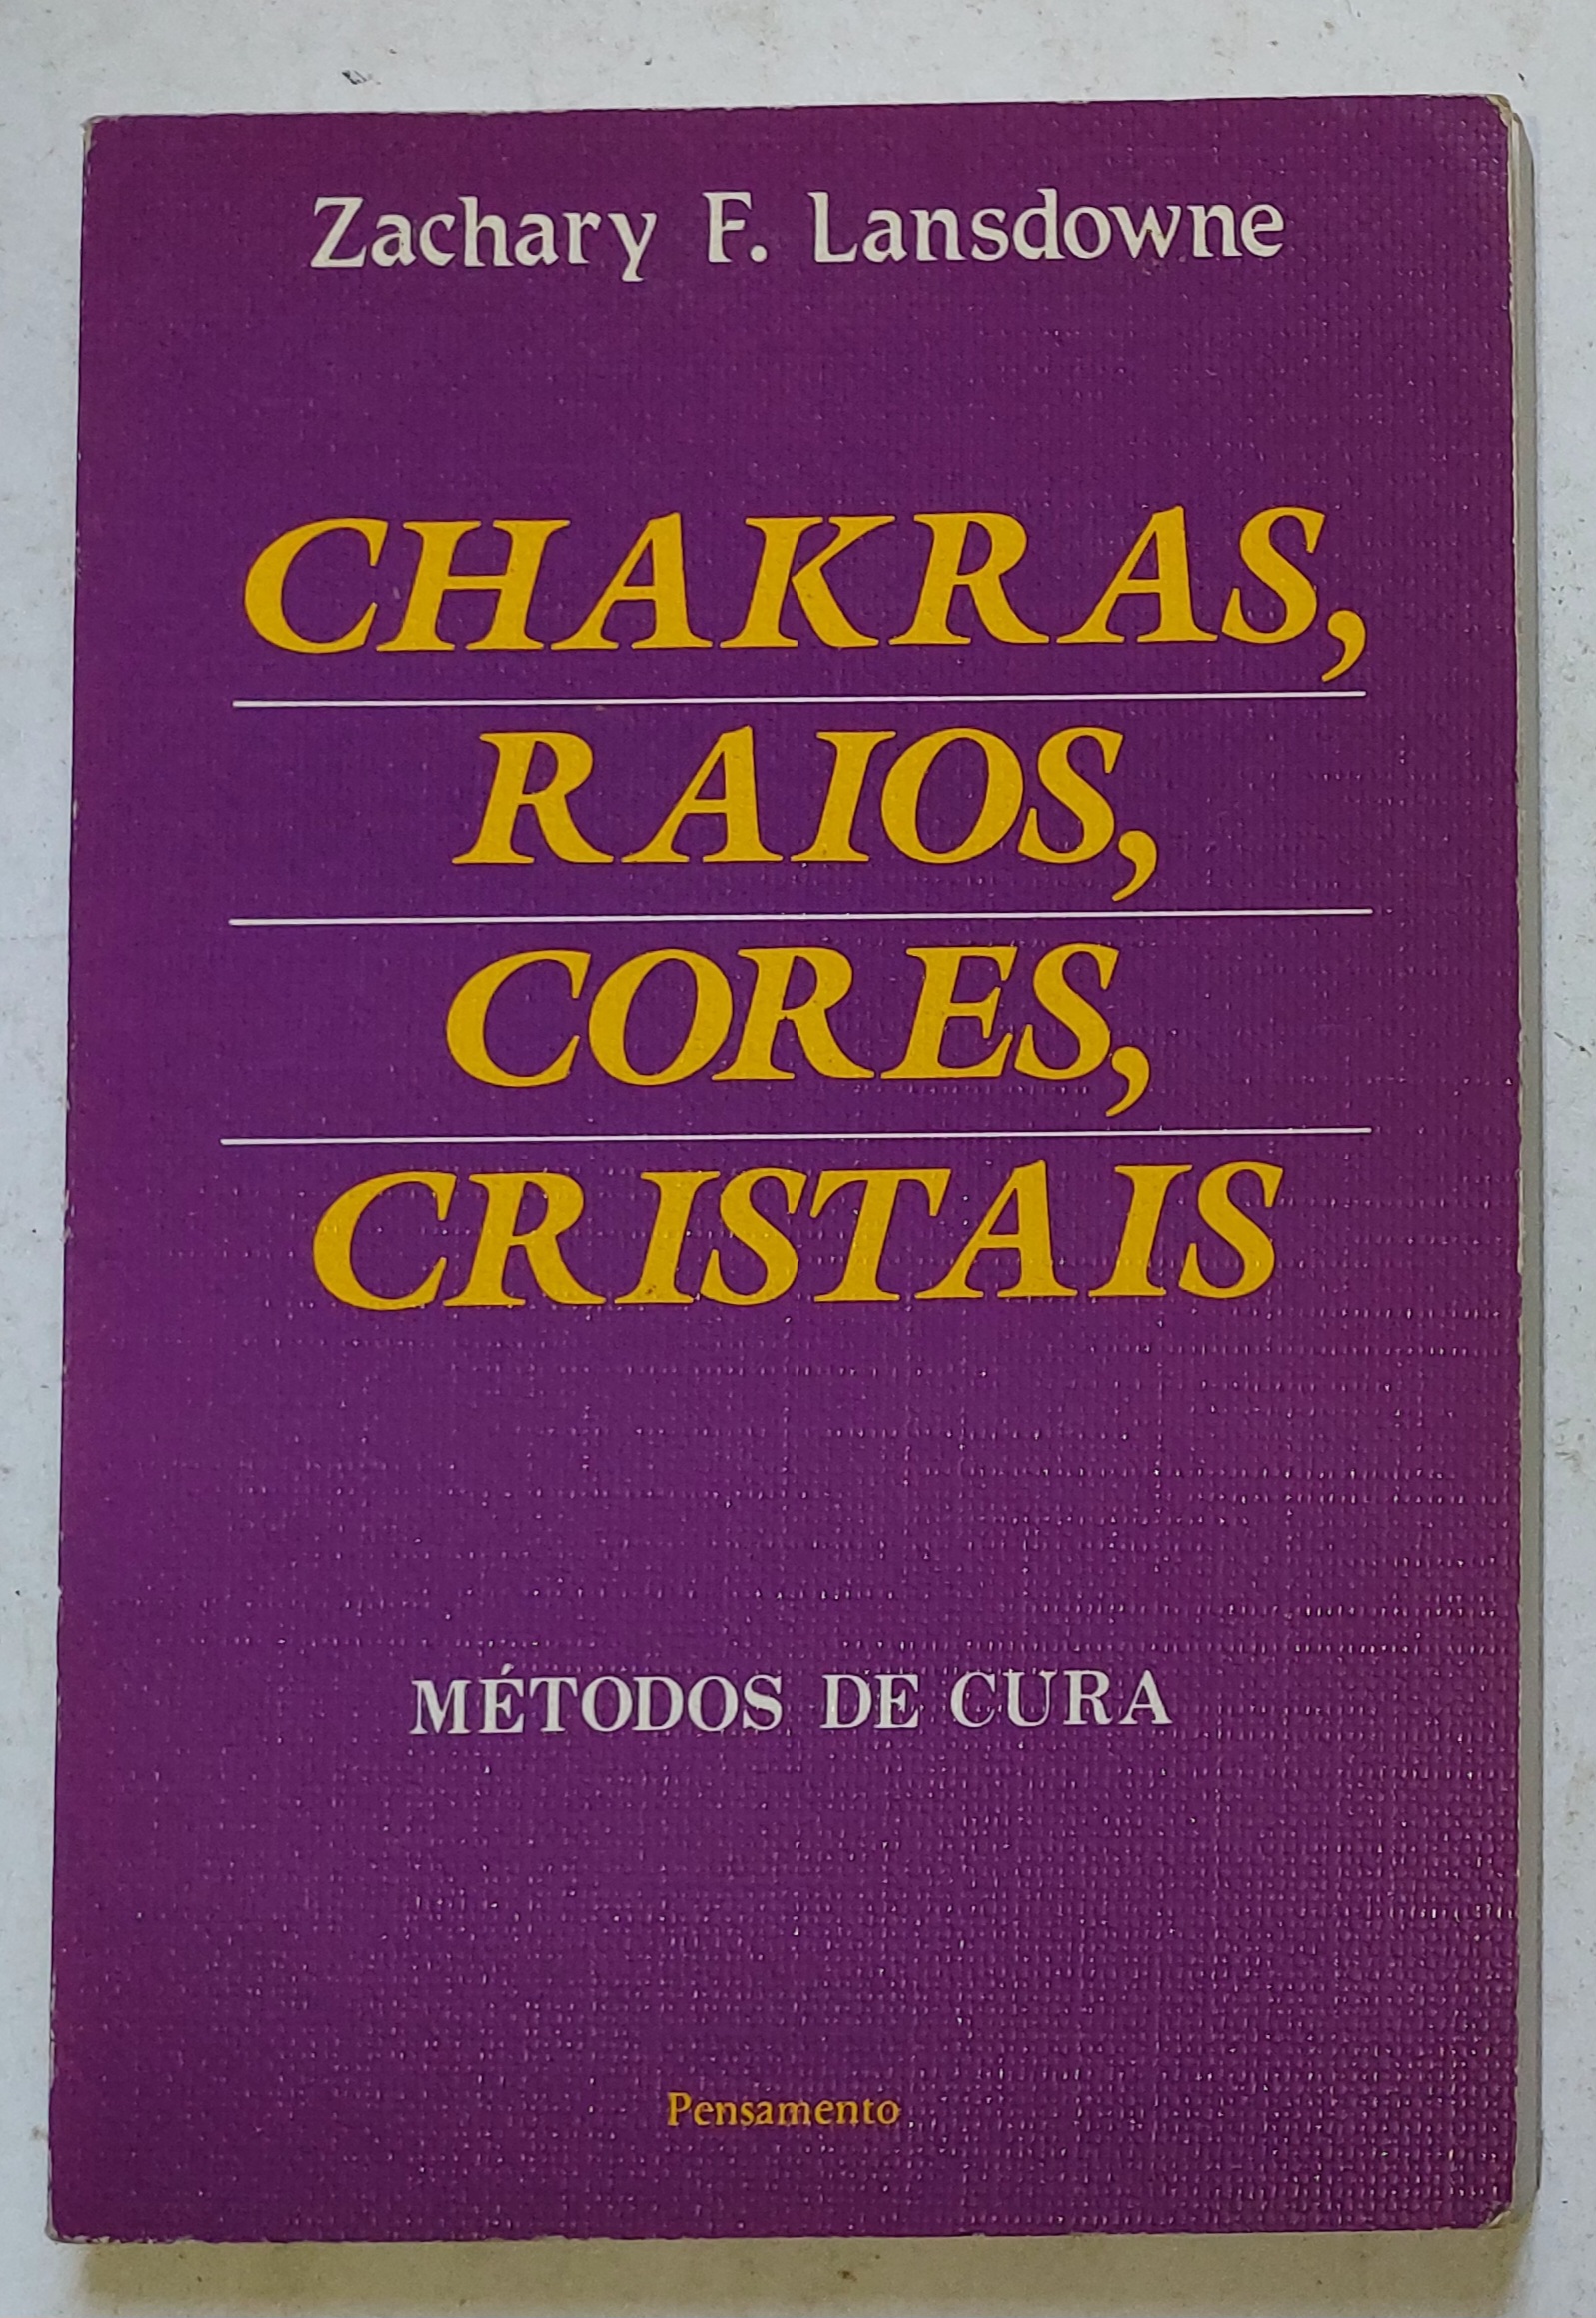 Zachary F. Lansdowne
CHAKRAS,
RAIOS,
CORES,
CRISTAIS
MÉTODOS DE CURA
Pensamento